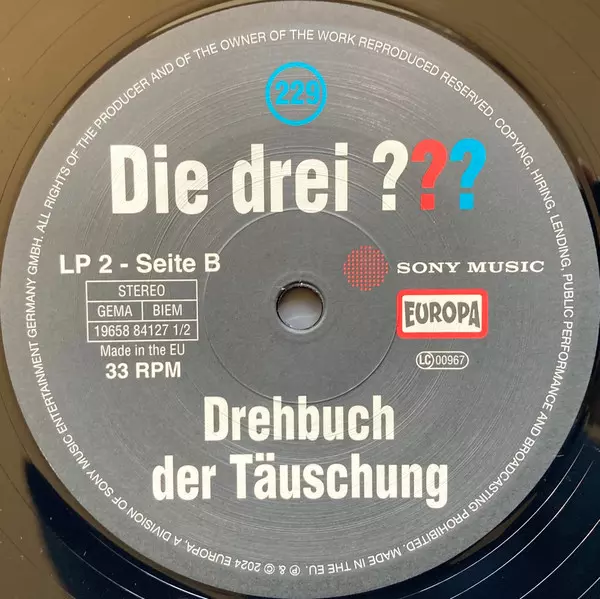 229
Die drei ???
LP 2 - Seite B
STEREO
GEMA BIEM
19658 84127 1/2
Made in the EU
33 RPM
SONY MUSIC
EUROPA
LC 00967
Drehbuch
der Täuschung
℗ & © 2024 EUROPA, A DIVISION OF SONY MUSIC ENTERTAINMENT GERMANY GMBH. ALL RIGHTS OF THE PRODUCER AND OF THE OWNER OF THE WORK REPRODUCED RESERVED. COPYING, HIRING, LENDING, PUBLIC PERFORMANCE AND BROADCASTING PROHIBITED. MADE IN THE EU.